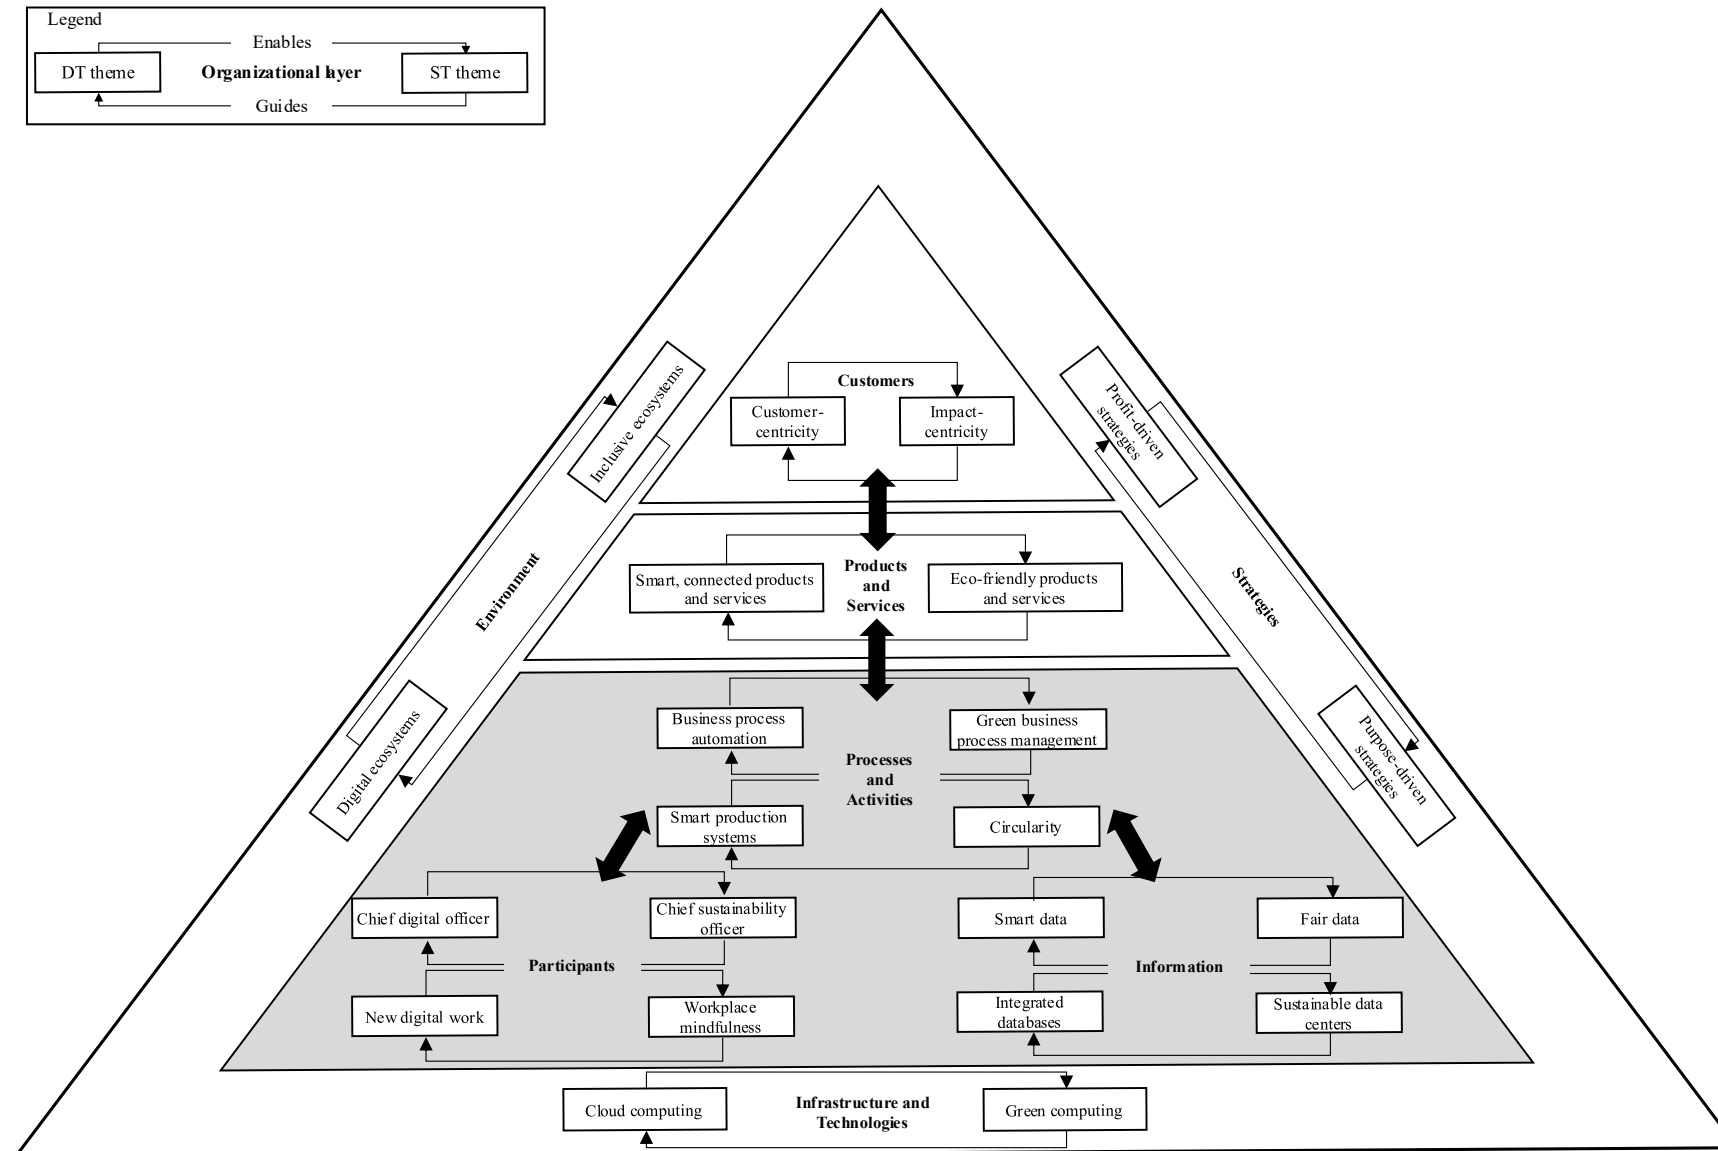 Legend
Enables
DT theme
Organizational layer
ST theme
Guides
Customers
Customer-
centricity
Impact-
centricity
Inclusive ecosystems
Environment
Digital ecosystems
Profit-driven
strategies
Strategies
Purpose-driven
strategies
Smart, connected products
and services
Products
and
Services
Eco-friendly products
and services
Business process
automation
Green business
process management
Processes
and
Activities
Smart production
systems
Circularity
Chief digital officer
Chief sustainability
officer
Participants
New digital work
Workplace
mindfulness
Smart data
Fair data
Information
Integrated
databases
Sustainable data
centers
Cloud computing
Infrastructure and
Technologies
Green computing